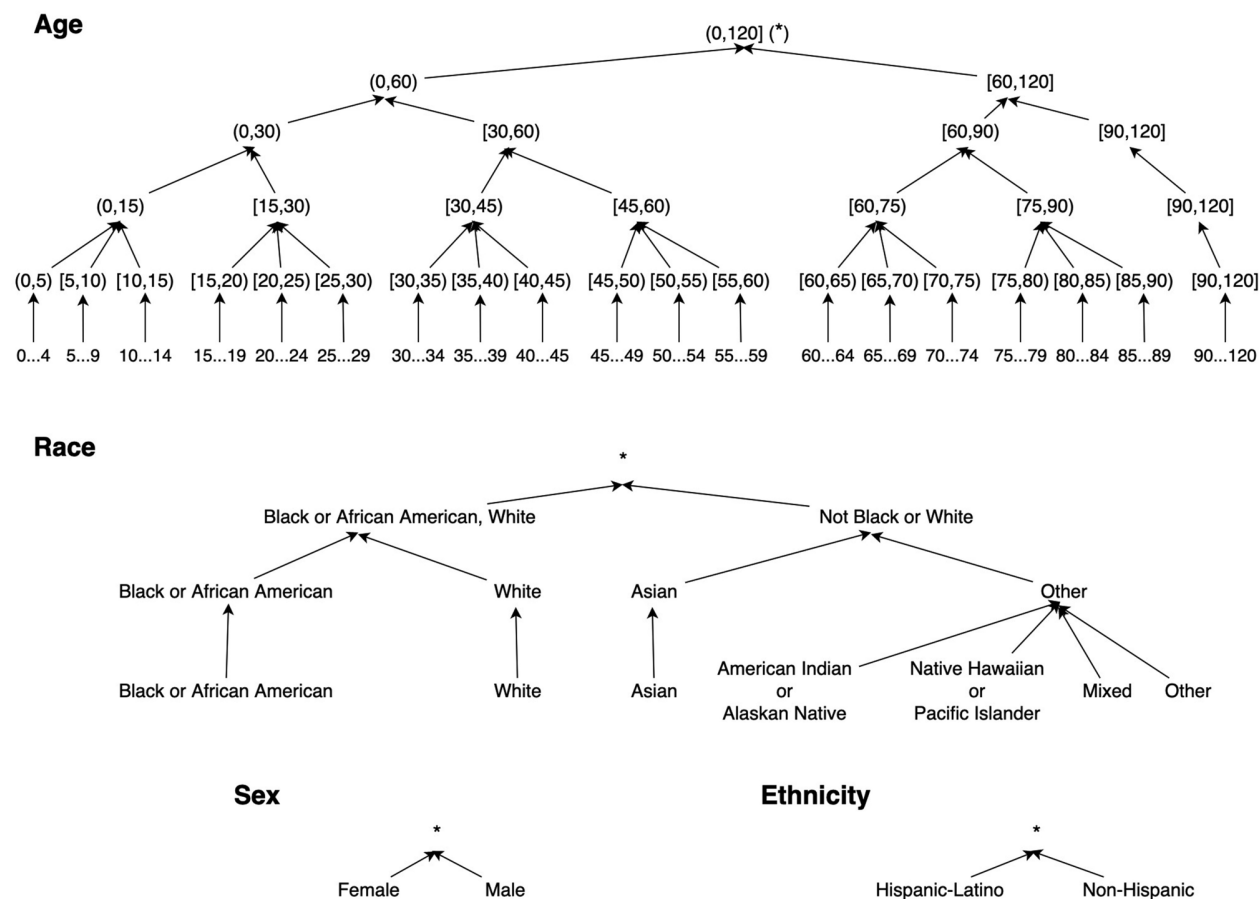 Age
(0,120] (*)
(0,60) [60,120]
(0,30) [30,60) [60,90) [90,120]
(0,15) [15,30) [30,45) [45,60) [60,75) [75,90) [90,120]
(0,5) [5,10) [10,15) [15,20) [20,25) [25,30) [30,35) [35,40) [40,45) [45,50) [50,55) [55,60) [60,65) [65,70) [70,75) [75,80) [80,85) [85,90) [90,120]
0...4 5...9 10...14 15...19 20...24 25...29 30...34 35...39 40...45 45...49 50...54 55...59 60...64 65...69 70...74 75...79 80...84 85...89 90...120
Race
*
Black or African American, White Not Black or White
Black or African American White Asian Other
Black or African American White Asian
American Indian
or
Alaskan Native
Native Hawaiian
or
Pacific Islander
Mixed Other
Sex
*
Female Male
Ethnicity
*
Hispanic-Latino Non-Hispanic